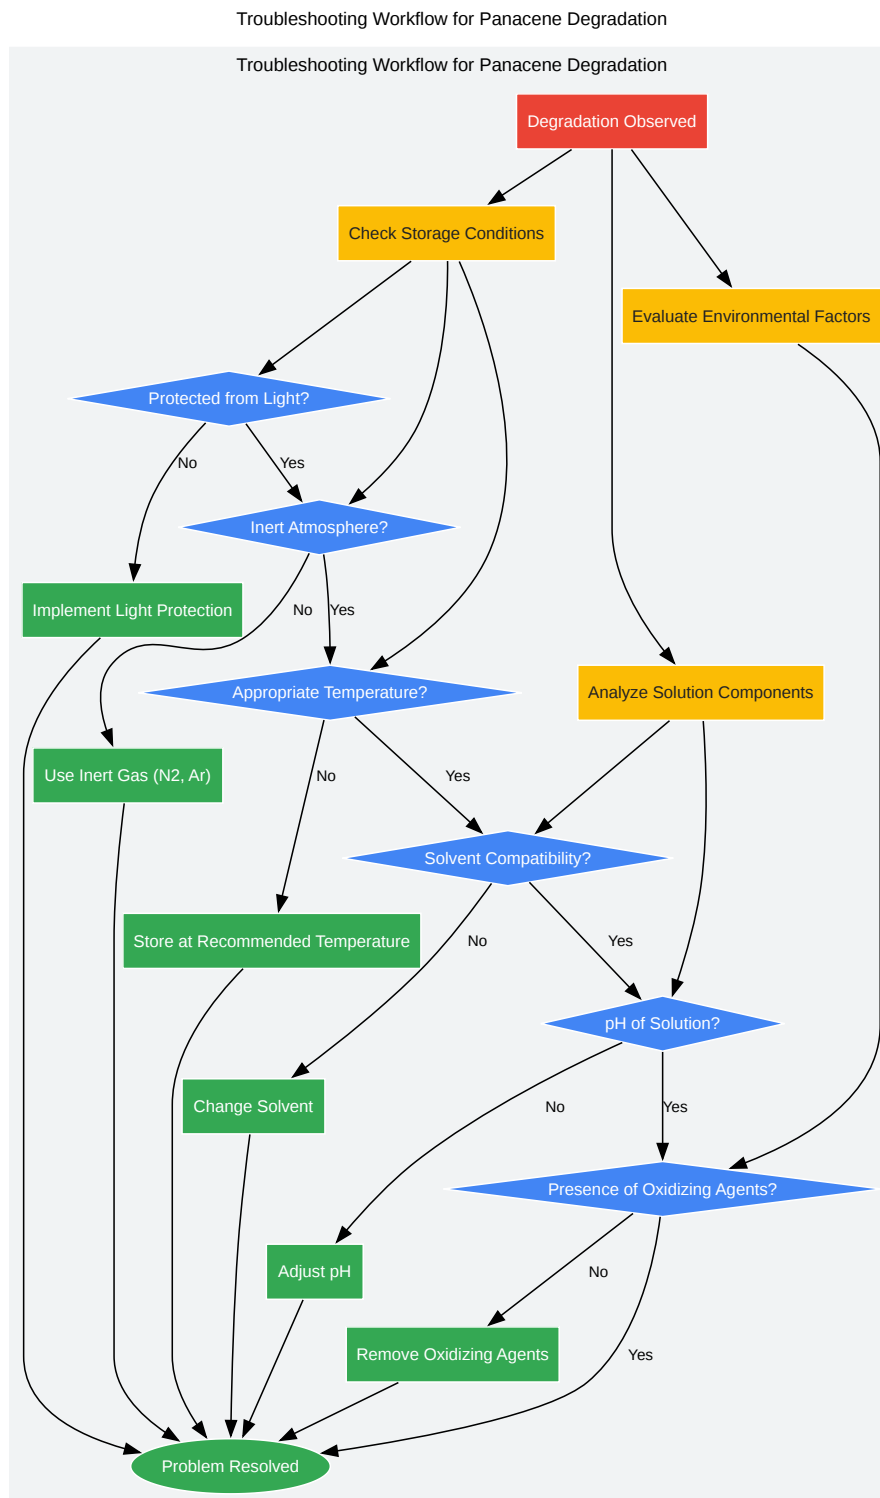 Troubleshooting Workflow for Panacene Degradation
Troubleshooting Workflow for Panacene Degradation
Degradation Observed
Check Storage Conditions
Evaluate Environmental Factors
Protected from Light?
No
Yes
Inert Atmosphere?
Implement Light Protection
No
Yes
Appropriate Temperature?
Analyze Solution Components
Use Inert Gas (N2, Ar)
No
Yes
Solvent Compatibility?
Store at Recommended Temperature
No
Yes
pH of Solution?
Change Solvent
No
Yes
Presence of Oxidizing Agents?
Adjust pH
No
Remove Oxidizing Agents
Yes
Problem Resolved